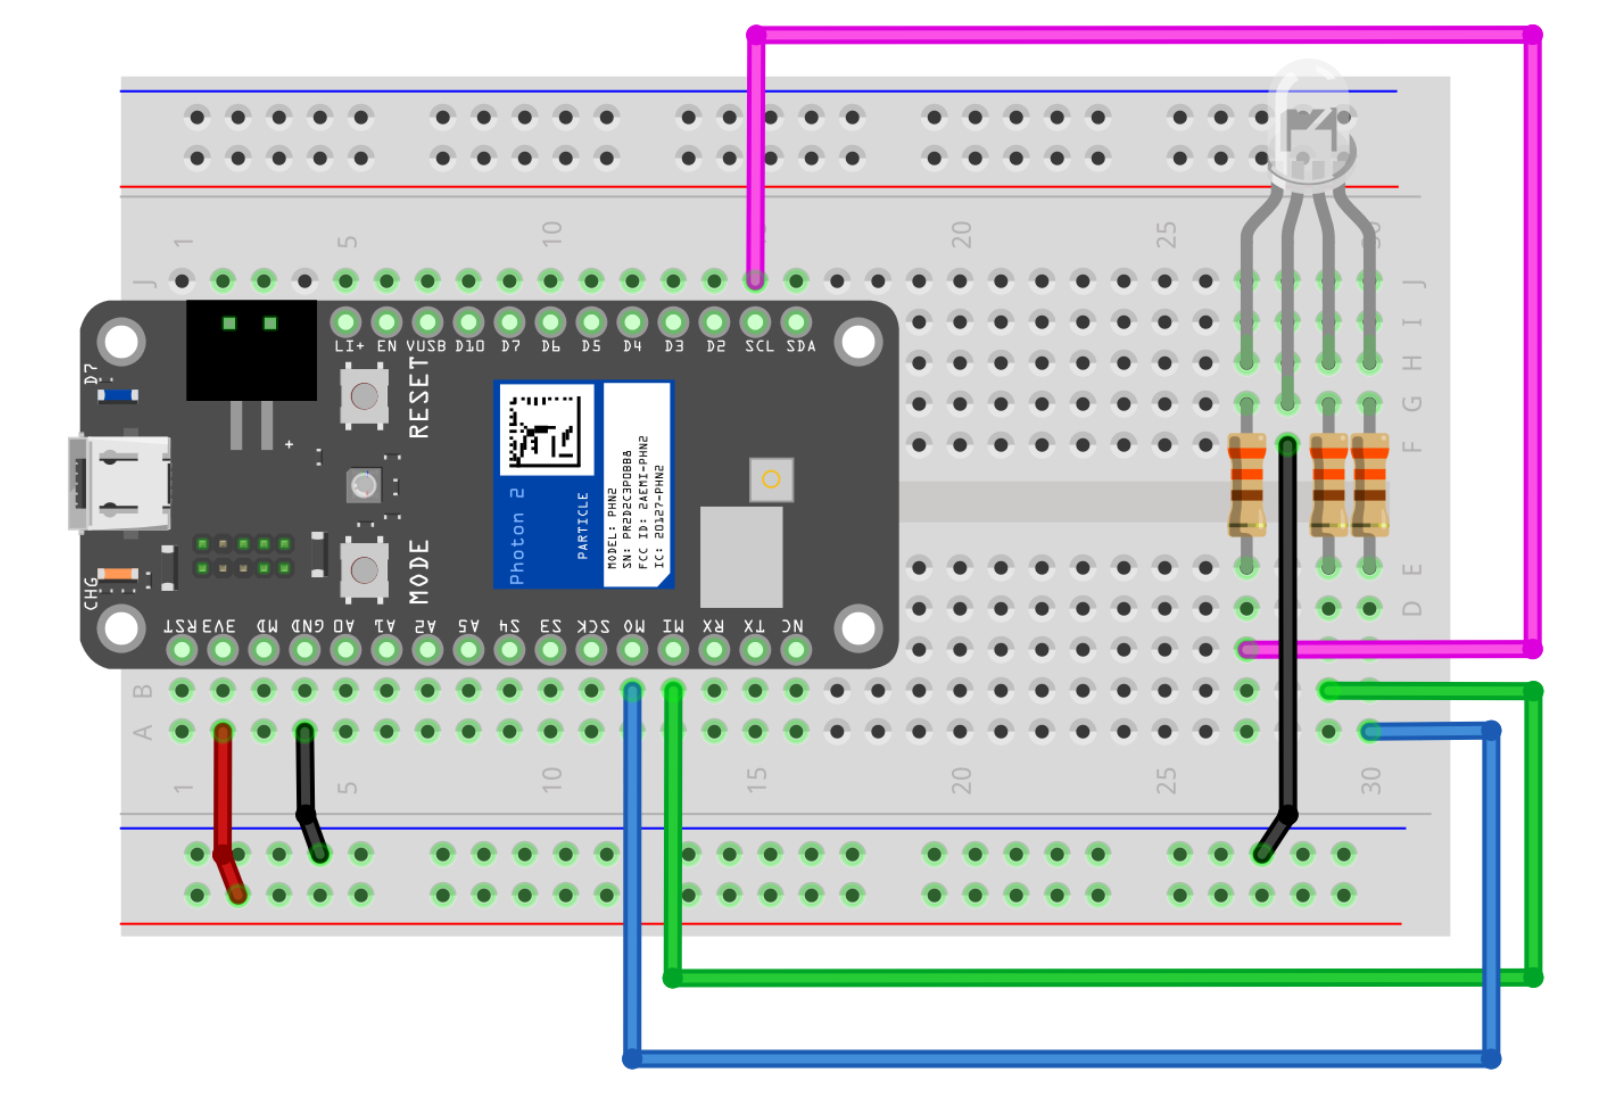 1 5 10 20 25 30
J J
I
H
G
F
LI+ EN VUSB D10 D7 D6 D5 D4 D3 D2 SCL SDA
D7
RESET
+
Photon 2
PARTICLE
MODEL: PHN2
FCC ID: 2AEMI-PHN2
IC: 20127-PHN2
MODE
CHG
E
D
RST 3V3 MD GND A0 A1 A2 A5 S4 S3 SCK MO MI RX TX NC
B
A
1 5 10 15 20 25 30